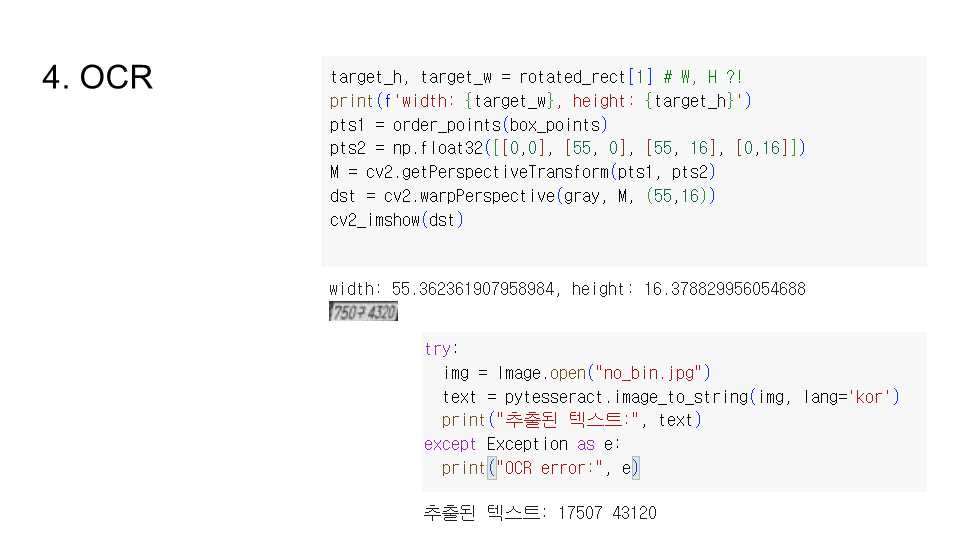 4. OCR
target_h, target_w = rotated_rect[1] # W, H ?!
print(f'width: {target_w}, height: {target_h}')
pts1 = order_points(box_points)
pts2 = np.float32([[0,0], [55, 0], [55, 16], [0,16]])
M = cv2.getPerspectiveTransform(pts1, pts2)
dst = cv2.warpPerspective(gray, M, (55,16))
cv2_imshow(dst)
width: 55.362361907958984, height: 16.378829956054688
750구 4320
try:
img = Image.open("no_bin.jpg")
text = pytesseract.image_to_string(img, lang='kor')
print("추출된 텍스트:", text)
except Exception as e:
print("OCR error:", e)
추출된 텍스트: 17507 43120